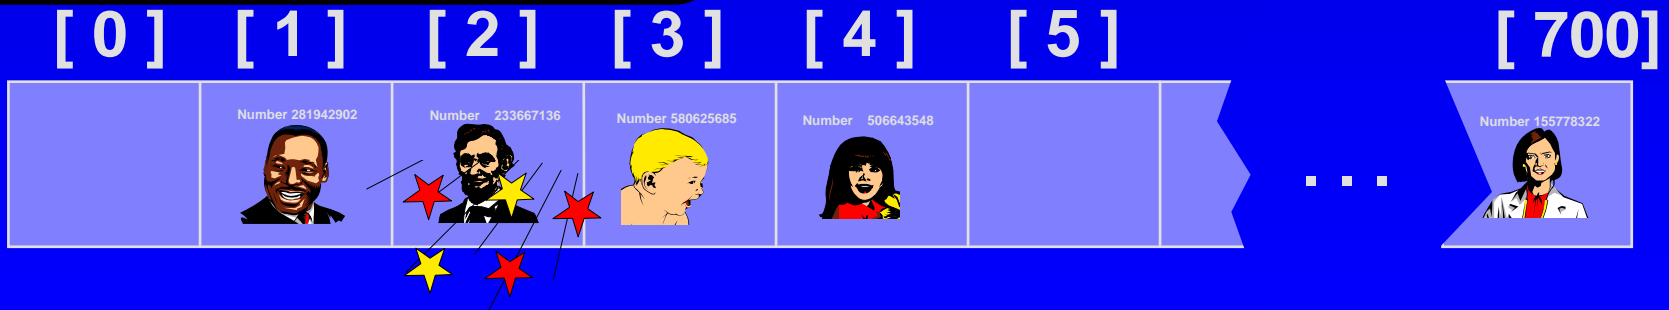 [ 0 ] [ 1 ] [ 2 ] [ 3 ] [ 4 ] [ 5 ] [ 700]
Number 281942902
Number 233667136
Number 580625685
Number 506643548
Number 155778322
. . .